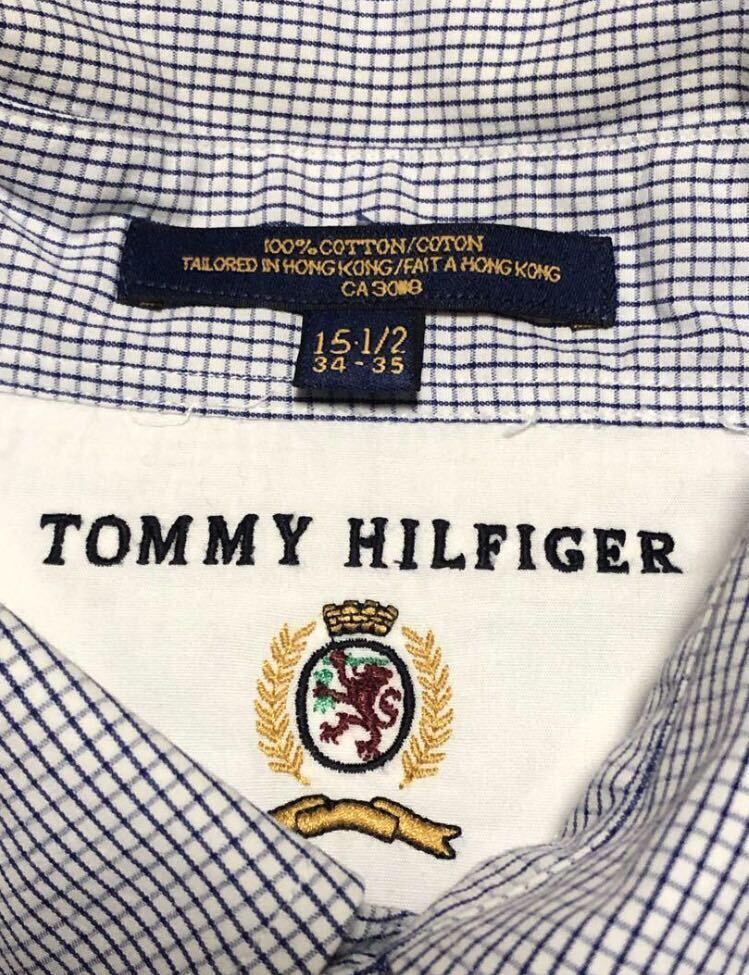 100% COTTON/COTON
TAILORED IN HONG KONG/FAIT A HONG KONG
15-1/2
34 - 35
TOMMY HILFIGER